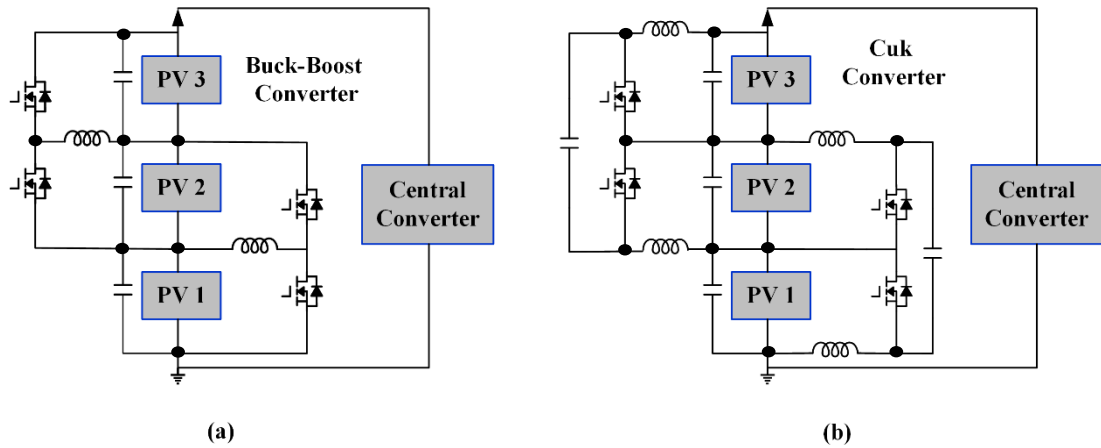 Buck-Boost
Converter
PV 3
PV 2
PV 1
Central
Converter
(a)
Cuk
Converter
PV 3
PV 2
PV 1
Central
Converter
(b)